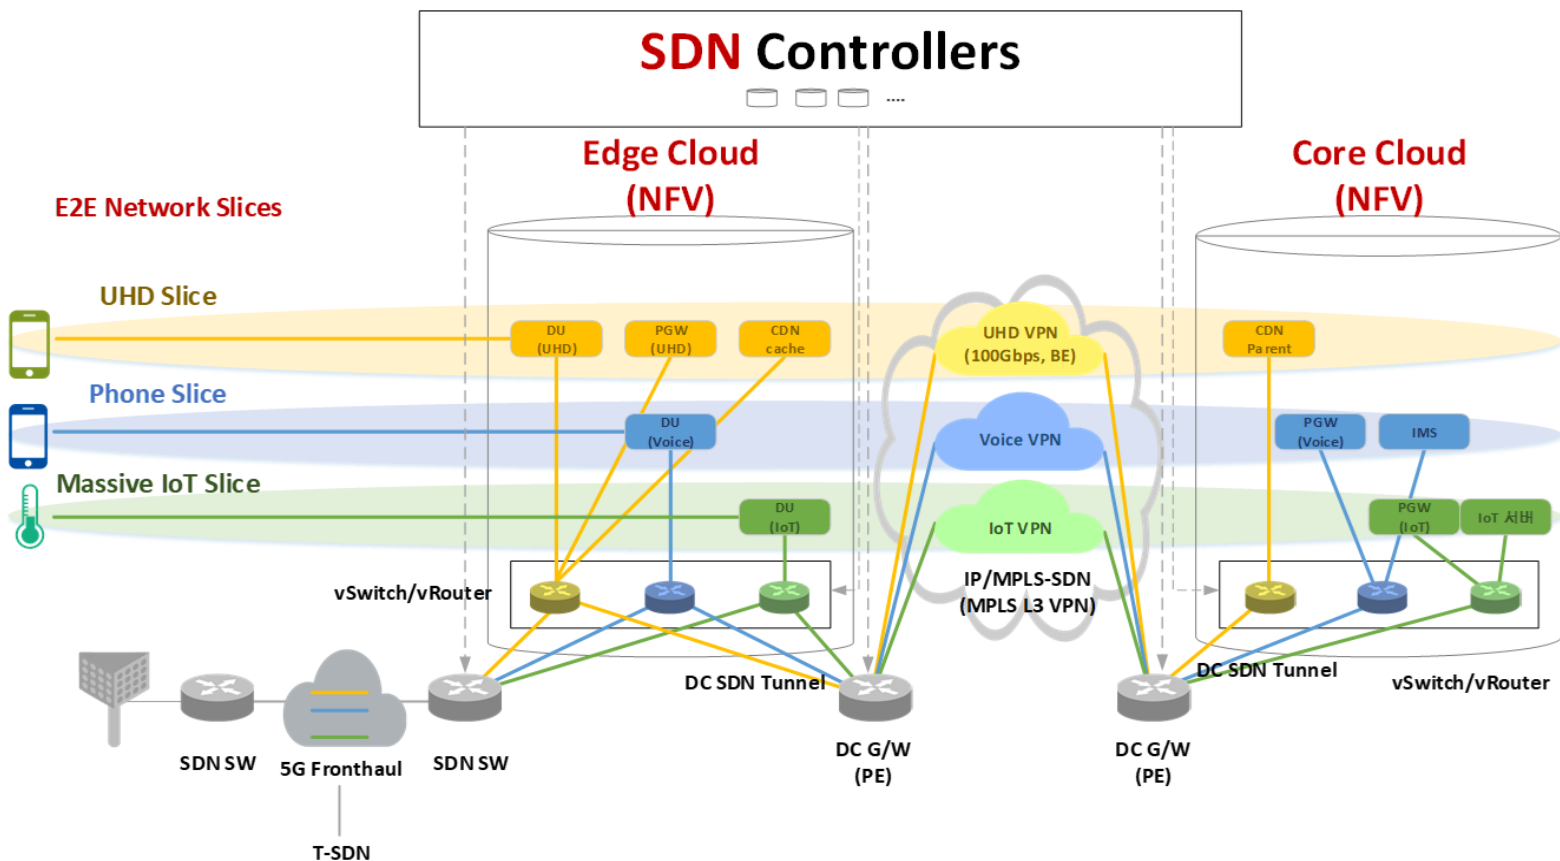 SDN Controllers
....
Edge Cloud
(NFV)
Core Cloud
(NFV)
E2E Network Slices
UHD Slice
DU
(UHD)
PGW
(UHD)
CDN
cache
UHD VPN
(100Gbps, BE)
CDN
Parent
Phone Slice
DU
(Voice)
Voice VPN
PGW
(Voice)
IMS
Massive IoT Slice
DU
(IoT)
IoT VPN
PGW
(IoT)
IoT 서버
vSwitch/vRouter
IP/MPLS-SDN
(MPLS L3 VPN)
DC SDN Tunnel
DC SDN Tunnel
vSwitch/vRouter
SDN SW
5G Fronthaul
SDN SW
DC G/W
(PE)
DC G/W
(PE)
T-SDN